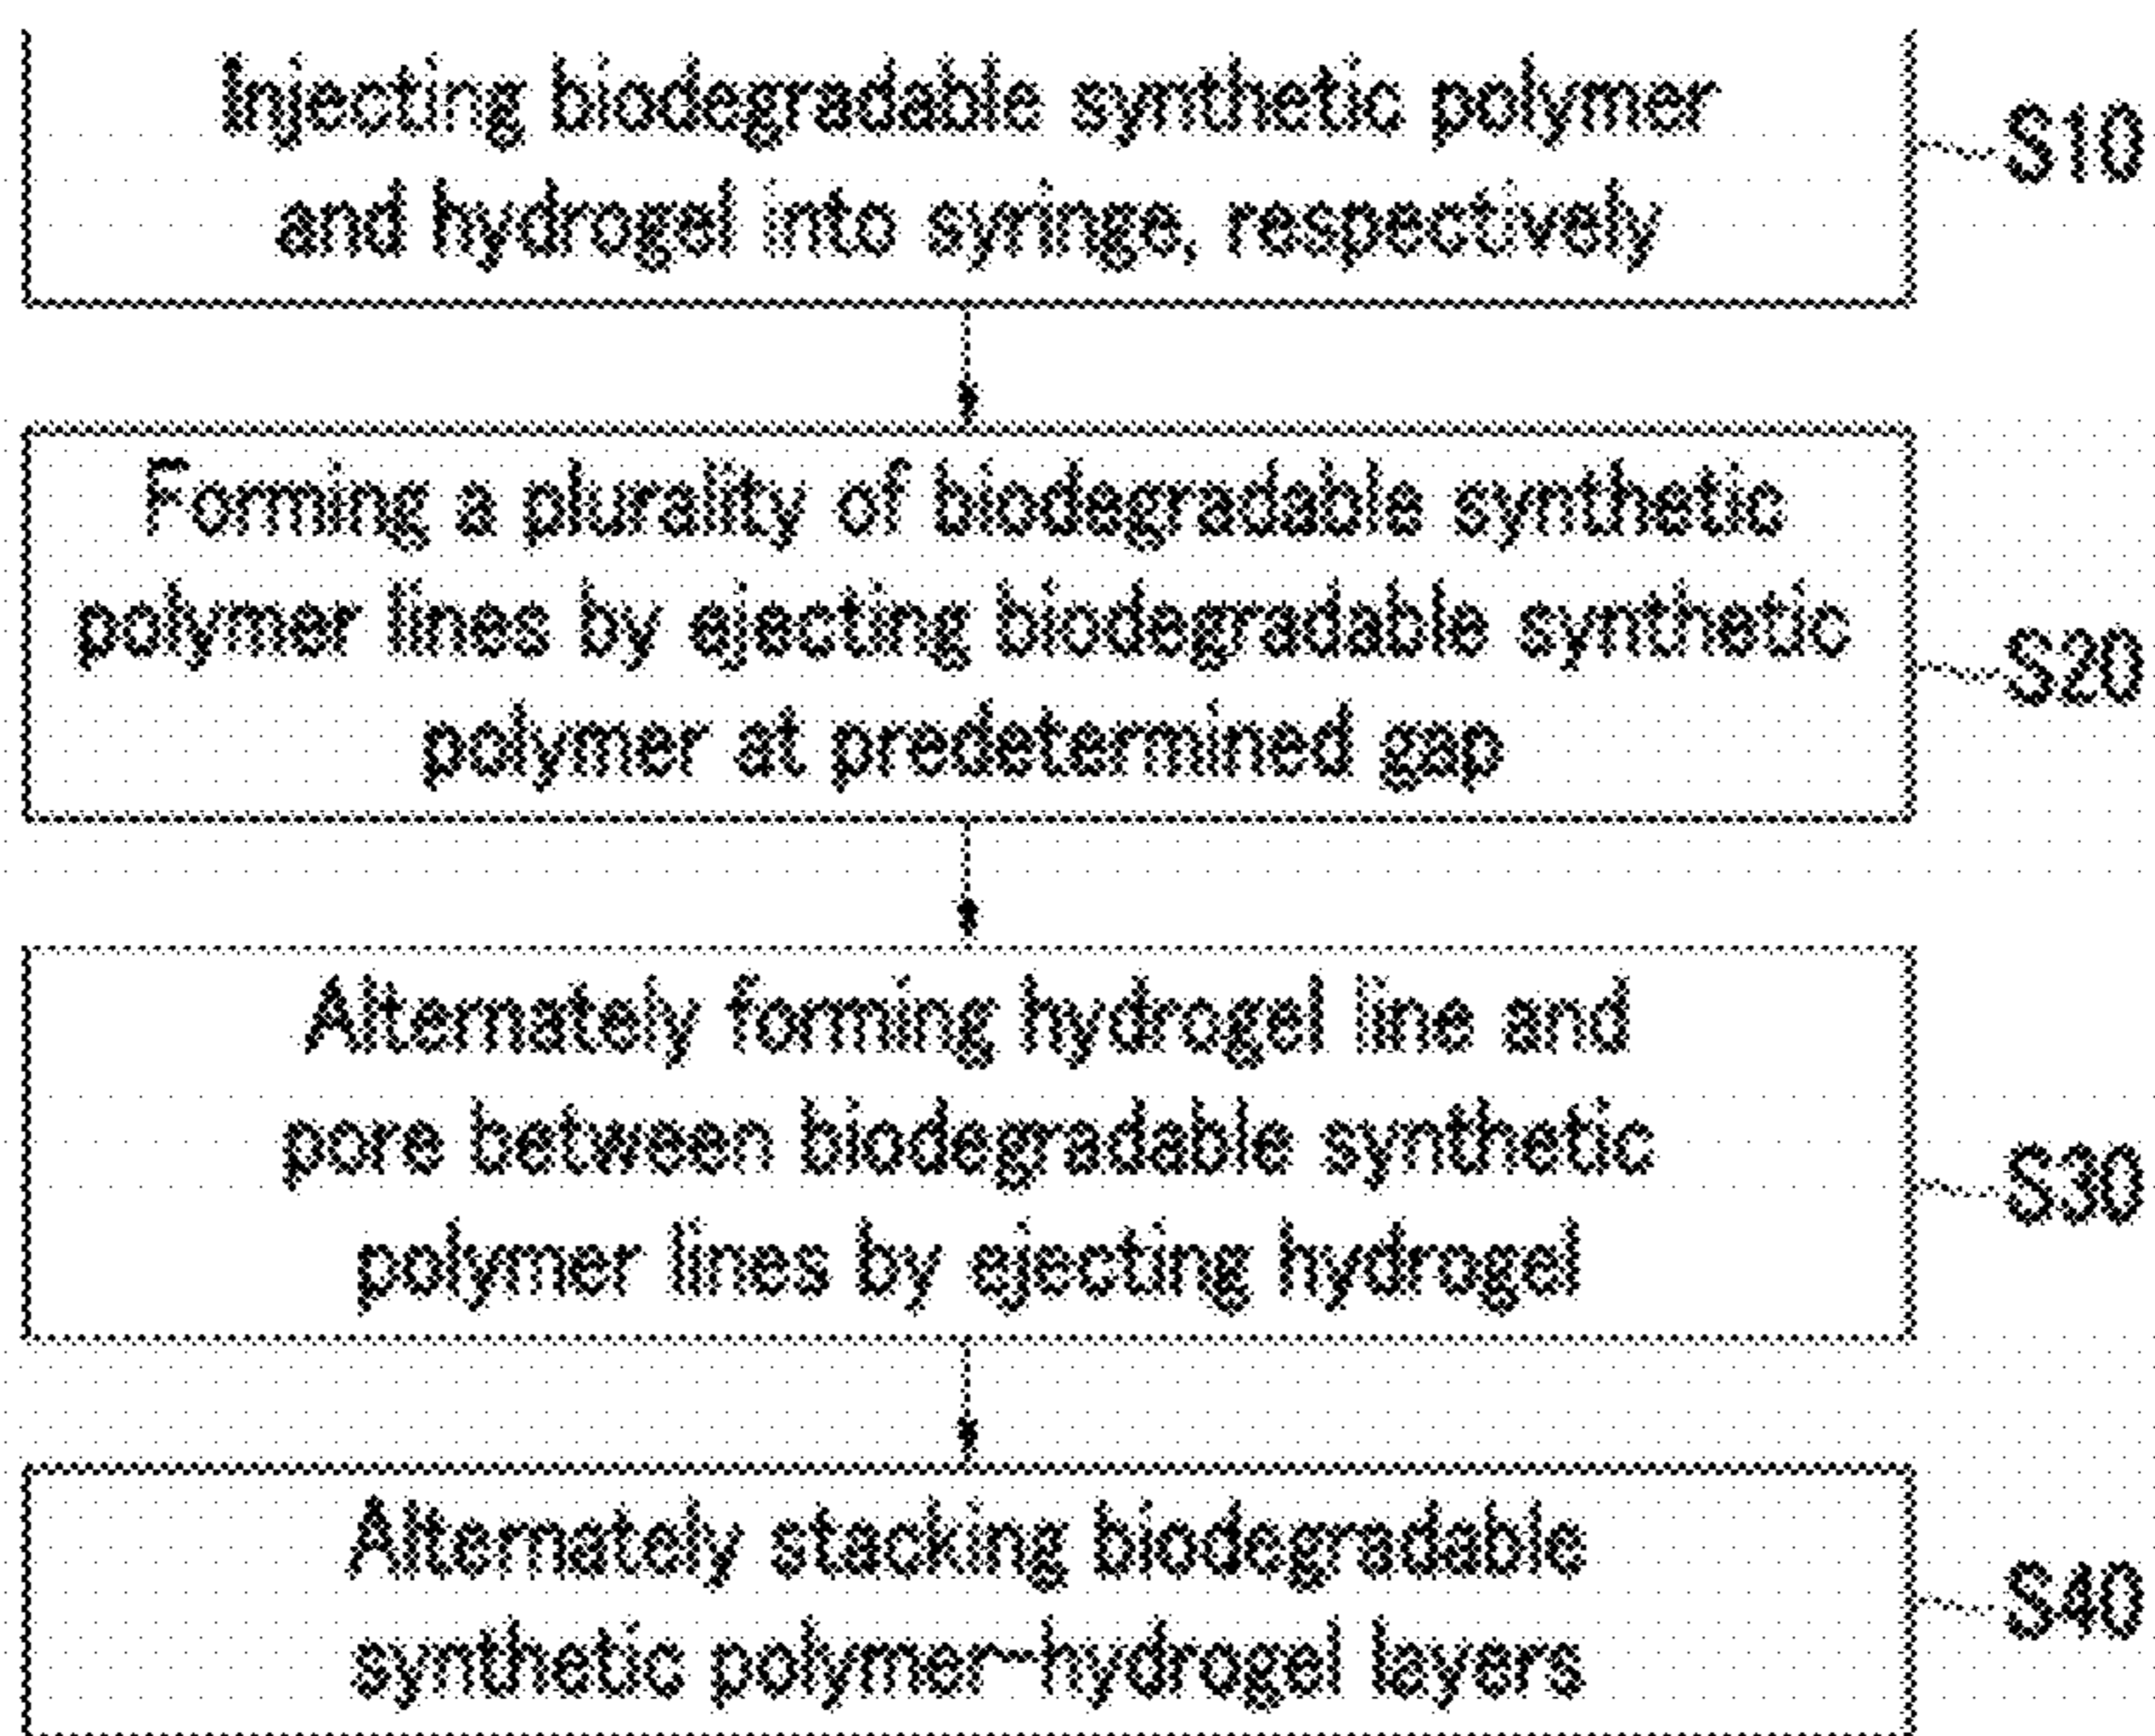 Injecting biodegradable synthetic polymer
and hydrogel into syringe, respectively
S10
Forming a plurality of biodegradable synthetic
polymer lines by ejecting biodegradable synthetic
polymer at predetermined gap
S20
Alternately forming hydrogel line and
pore between biodegradable synthetic
polymer lines by ejecting hydrogel
S30
Alternately stacking biodegradable
synthetic polymer-hydrogel layers
S40